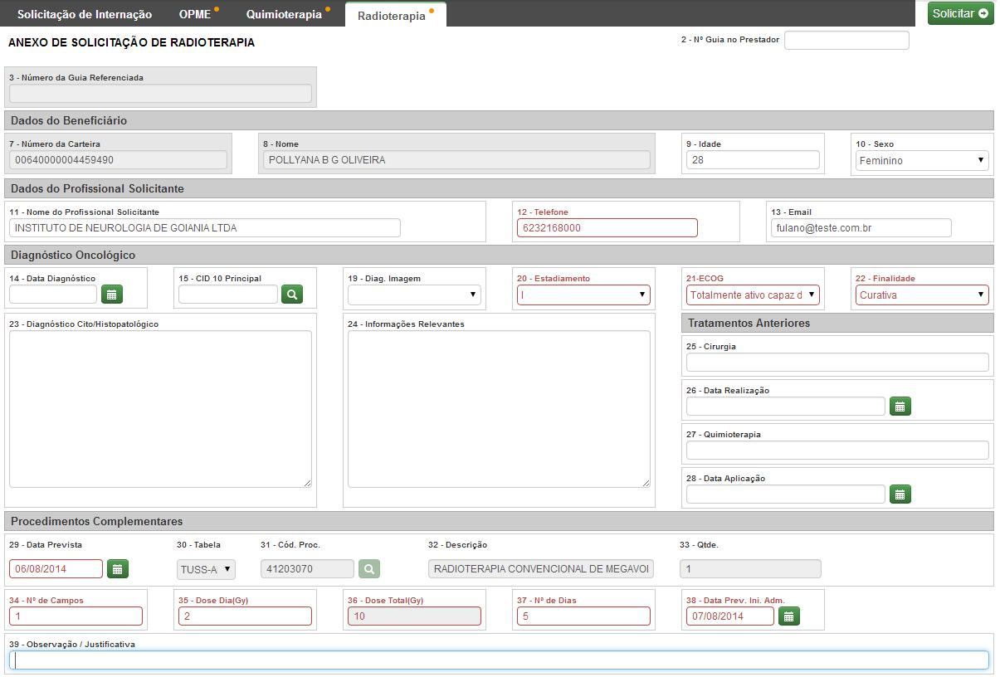 Solicitação de Internação OPME Quimioterapia Radioterapia Solicitar
ANEXO DE SOLICITAÇÃO DE RADIOTERAPIA 2 - Nº Guia no Prestador
3 - Número da Guia Referenciada
Dados do Beneficiário
7 - Número da Carteira 8 - Nome 9 - Idade 10 - Sexo
00640000004459490 POLLYANA B G OLIVEIRA 28 Feminino
Dados do Profissional Solicitante
11 - Nome do Profissional Solicitante 12 - Telefone 13 - Email
INSTITUTO DE NEUROLOGIA DE GOIANIA LTDA 6232168000 fulano@teste.com.br
Diagnóstico Oncológico
14 - Data Diagnóstico 15 - CID 10 Principal 19 - Diag. Imagem 20 - Estadiamento 21-ECOG 22 - Finalidade
I Totalmente ativo capaz d Curativa
23 - Diagnóstico Cito/Histopatológico 24 - Informações Relevantes Tratamentos Anteriores
25 - Cirurgia
26 - Data Realização
27 - Quimioterapia
28 - Data Aplicação
Procedimentos Complementares
29 - Data Prevista 30 - Tabela 31 - Cód. Proc. 32 - Descrição 33 - Qtde.
06/08/2014 TUSS-A 41203070 RADIOTERAPIA CONVENCIONAL DE MEGAVOI 1
34 - Nº de Campos 35 - Dose Dia(Gy) 36 - Dose Total(Gy) 37 - Nº de Dias 38 - Data Prev. Ini. Adm.
1 2 10 5 07/08/2014
39 - Observação / Justificativa